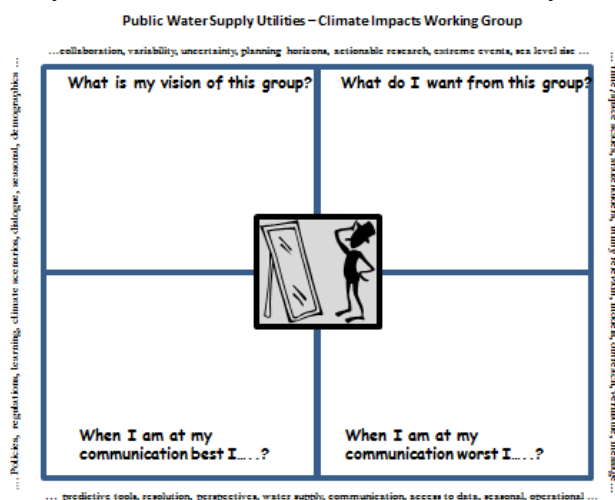 Public Water Supply Utilities – Climate Impacts Working Group
…collaboration, variability, uncertainty, planning horizons, actionable research, extreme events, sea level rise …
What is my vision of this group?
What do I want from this group?
… Policies, regulations, learning, climate scenarios, dialogue, seasonal, demographics …
When I am at my
communication best I…..?
When I am at my
communication worst I…..?
… predictive tools, resolution, perspectives, water supply, communication, access to data, seasonal, operational …